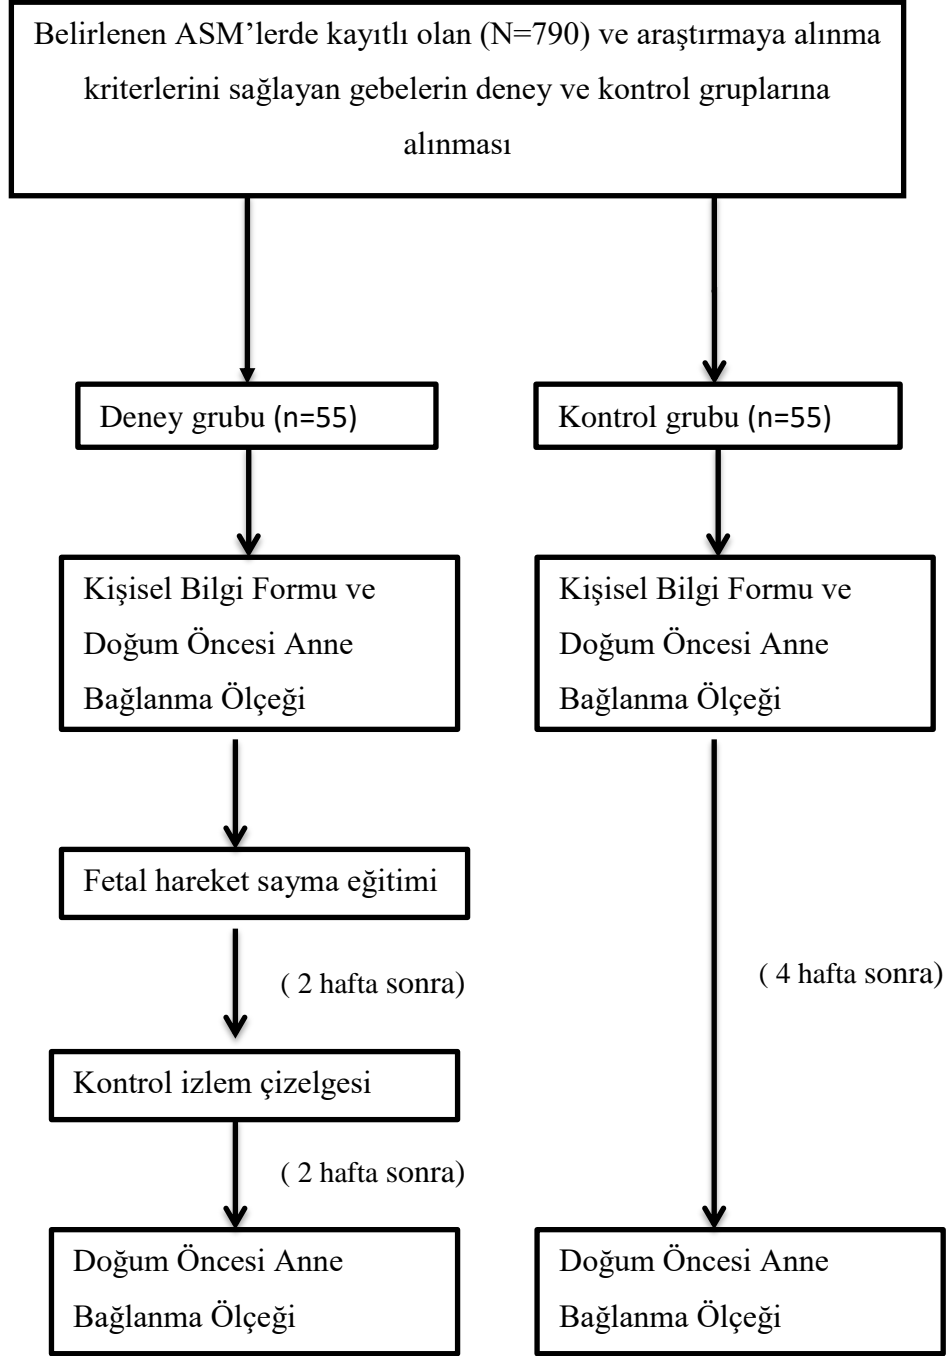 Belirlenen ASM’lerde kayıtlı olan (N=790) ve araştırmaya alınma
kriterlerini sağlayan gebelerin deney ve kontrol gruplarına
alınması
Deney grubu (n=55)
Kontrol grubu (n=55)
Kişisel Bilgi Formu ve
Doğum Öncesi Anne
Bağlanma Ölçeği
Kişisel Bilgi Formu ve
Doğum Öncesi Anne
Bağlanma Ölçeği
Fetal hareket sayma eğitimi
( 2 hafta sonra)
( 4 hafta sonra)
Kontrol izlem çizelgesi
( 2 hafta sonra)
Doğum Öncesi Anne
Bağlanma Ölçeği
Doğum Öncesi Anne
Bağlanma Ölçeği